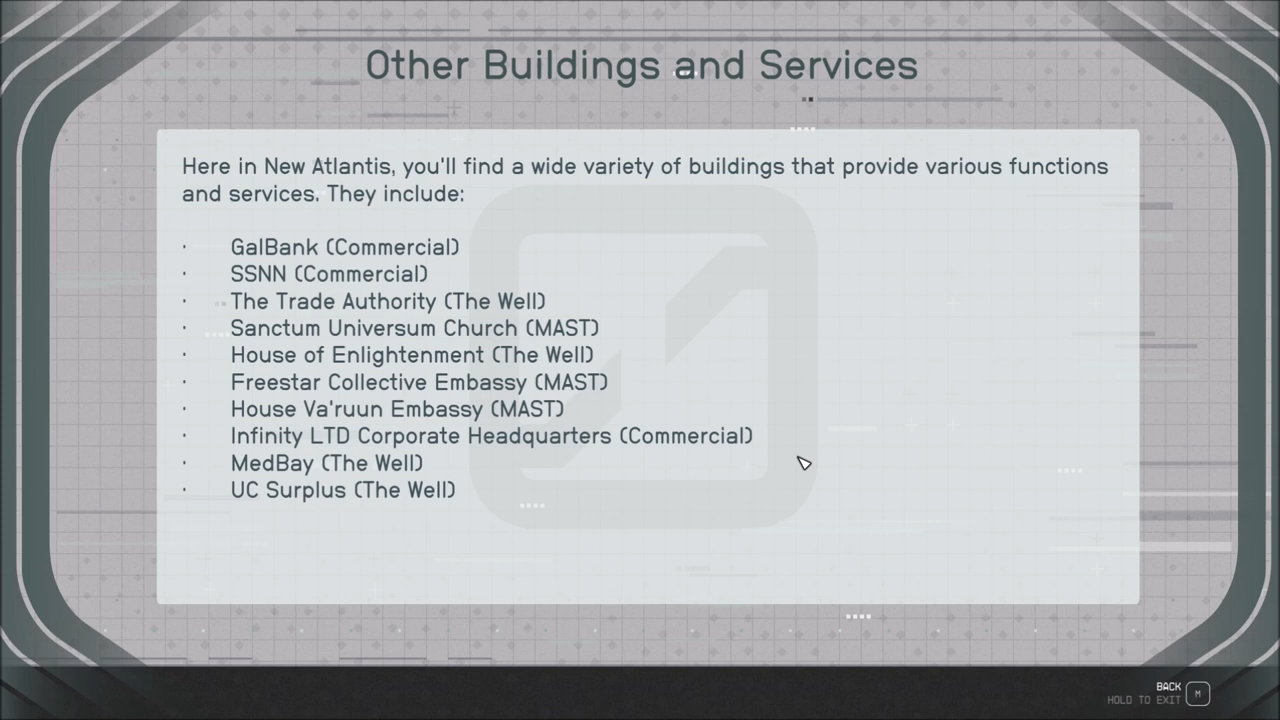 Other Buildings and Services
Here in New Atlantis, you'll find a wide variety of buildings that provide various functions
and services. They include:
· GalBank (Commercial)
· SSNN (Commercial)
· The Trade Authority (The Well)
· Sanctum Universum Church (MAST)
· House of Enlightenment (The Well)
· Freestar Collective Embassy (MAST)
· House Va'ruun Embassy (MAST)
· Infinity LTD Corporate Headquarters (Commercial)
· MedBay (The Well)
· UC Surplus (The Well)
BACK
HOLD TO EXIT M